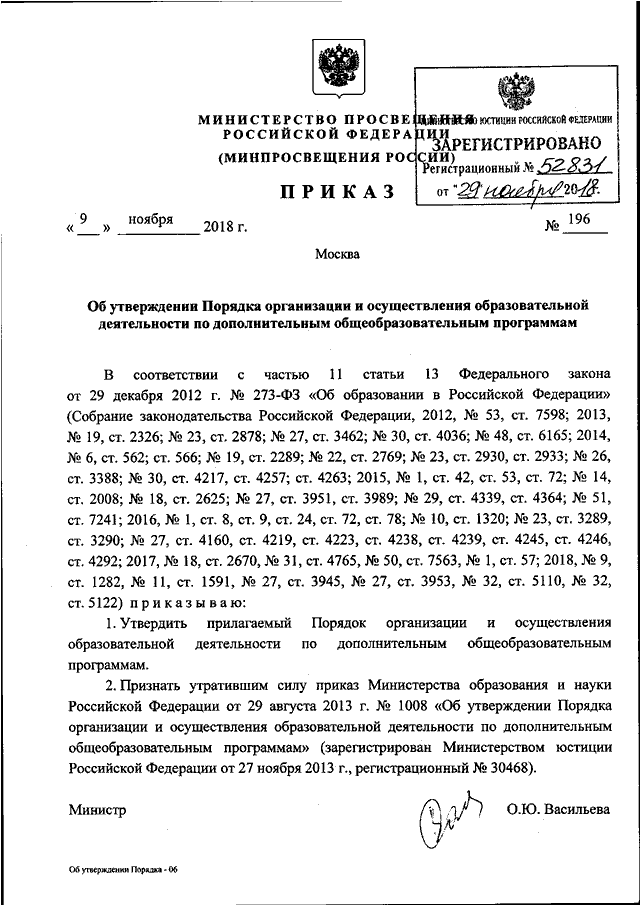 МИНИСТЕРСТВО ПРОСВЕЩЕНИЯ
РОССИЙСКОЙ ФЕДЕРАЦИИ
(МИНПРОСВЕЩЕНИЯ РОССИИ)
ПРИКАЗ
МИНИСТЕРСТВО ЮСТИЦИИ РОССИЙСКОЙ ФЕДЕРАЦИИ
ЗАРЕГИСТРИРОВАНО
Регистрационный № 52831
от "29" ноября 2018.
« 9 » ноября 2018 г.
№ 196
Москва
Об утверждении Порядка организации и осуществления образовательной
деятельности по дополнительным общеобразовательным программам
В соответствии с частью 11 статьи 13 Федерального закона
от 29 декабря 2012 г. № 273-ФЗ «Об образовании в Российской Федерации»
(Собрание законодательства Российской Федерации, 2012, № 53, ст. 7598; 2013,
№ 19, ст. 2326; № 23, ст. 2878; № 27, ст. 3462; № 30, ст. 4036; № 48, ст. 6165; 2014,
№ 6, ст. 562; ст. 566; № 19, ст. 2289; № 22, ст. 2769; № 23, ст. 2930, ст. 2933; № 26,
ст. 3388; № 30, ст. 4217, ст. 4257; ст. 4263; 2015, № 1, ст. 42, ст. 53, ст. 72; № 14,
ст. 2008; № 18, ст. 2625; № 27, ст. 3951, ст. 3989; № 29, ст. 4339, ст. 4364; № 51,
ст. 7241; 2016, № 1, ст. 8, ст. 9, ст. 24, ст. 72, ст. 78; № 10, ст. 1320; № 23, ст. 3289,
ст. 3290; № 27, ст. 4160, ст. 4219, ст. 4223, ст. 4238, ст. 4239, ст. 4245, ст. 4246,
ст. 4292; 2017, № 18, ст. 2670, № 31, ст. 4765, № 50, ст. 7563, № 1, ст. 57; 2018, № 9,
ст. 1282, № 11, ст. 1591, № 27, ст. 3945, № 27, ст. 3953, № 32, ст. 5110, № 32,
ст. 5122) приказываю:
1. Утвердить прилагаемый Порядок организации и осуществления
образовательной деятельности по дополнительным общеобразовательным
программам.
2. Признать утратившим силу приказ Министерства образования и науки
Российской Федерации от 29 августа 2013 г. № 1008 «Об утверждении Порядка
организации и осуществления образовательной деятельности по дополнительным
общеобразовательным программам» (зарегистрирован Министерством юстиции
Российской Федерации от 27 ноября 2013 г., регистрационный № 30468).
Министр О.Ю. Васильева
Об утверждении Порядка - 06